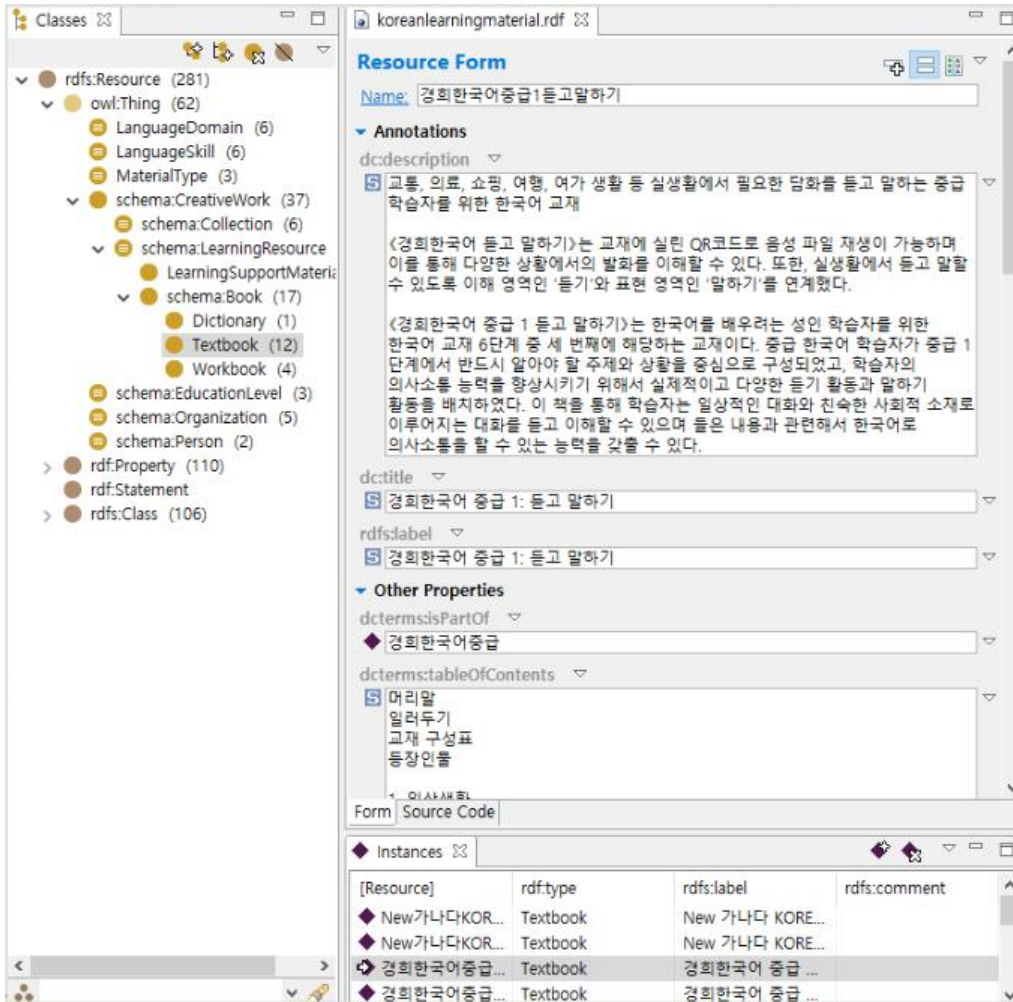 Classes
rdfs:Resource (281)
owl:Thing (62)
LanguageDomain (6)
LanguageSkill (6)
MaterialType (3)
schema:CreativeWork (37)
schema:Collection (6)
schema:LearningResource
LearningSupportMateria
schema:Book (17)
Dictionary (1)
Textbook (12)
Workbook (4)
schema:EducationLevel (3)
schema:Organization (5)
schema:Person (2)
rdf:Property (110)
rdf:Statement
rdfs:Class (106)
koreanlearningmaterial.rdf
Resource Form
Name: 경희한국어중급1듣고말하기
Annotations
dc:description
교통, 의료, 쇼핑, 여행, 여가 생활 등 실생활에서 필요한 담화를 듣고 말하는 중급
학습자를 위한 한국어 교재
《경희한국어 듣고 말하기》는 교재에 실린 QR코드로 음성 파일 재생이 가능하며
이를 통해 다양한 상황에서의 발화를 이해할 수 있다. 또한, 실생활에서 듣고 말할
수 있도록 이해 영역인 '듣기'와 표현 영역인 '말하기'를 연계했다.
《경희한국어 중급 1 듣고 말하기》는 한국어를 배우려는 성인 학습자를 위한
한국어 교재 6단계 중 세 번째에 해당하는 교재이다. 중급 한국어 학습자가 중급 1
단계에서 반드시 알아야 할 주제와 상황을 중심으로 구성되었고, 학습자의
의사소통 능력을 향상시키기 위해서 실제적이고 다양한 듣기 활동과 말하기
활동을 배치하였다. 이 책을 통해 학습자는 일상적인 대화와 친숙한 사회적 소재로
이루어지는 대화를 듣고 이해할 수 있으며 들은 내용과 관련해서 한국어로
의사소통을 할 수 있는 능력을 갖출 수 있다.
dc:title
경희한국어 중급 1: 듣고 말하기
rdfs:label
경희한국어 중급 1: 듣고 말하기
Other Properties
dcterms:isPartOf
경희한국어중급
dcterms:tableOfContents
머리말
일러두기
교재 구성표
등장인물
Form Source Code
Instances
[Resource] rdf:type rdfs:label rdfs:comment
New가나다KOR... Textbook New 가나다 KORE...
New가나다KOR... Textbook New 가나다 KORE...
경희한국어중급... Textbook 경희한국어 중급 ...
경희한국어중급... Textbook 경희한국어 중급 ...